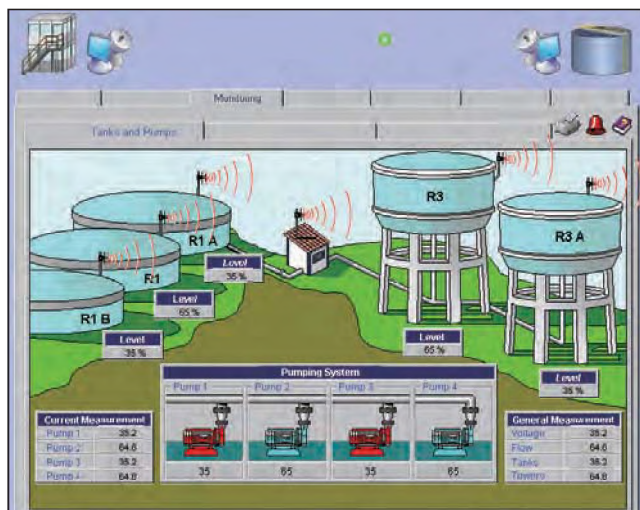 Monitoring
Tanks and Pumps
R3
R1 A
R3 A
Level
35 %
R1
Level
65 %
R1 B
Level
35 %
Level
65 %
Level
35 %
Pumping System
Pump 1 Pump 2 Pump 3 Pump 4
35 65 35 65
Current Measurement
Pump 1 35.2
Pump 2 64.8
Pump 3 35.2
Pump 4 64.8
General Measurement
Voltage 35.2
Flow 64.8
Tanks 35.2
Towers 64.8